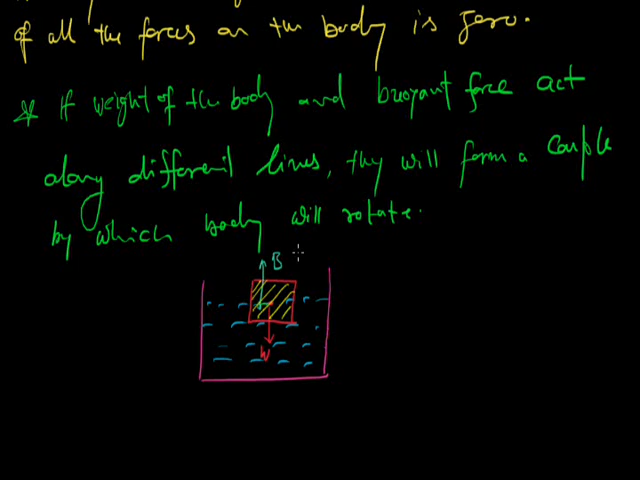 of all the forces on the body is zero.
* If weight of the body and buoyant force act
along different lines, they will form a couple
by which body will rotate.
B
W